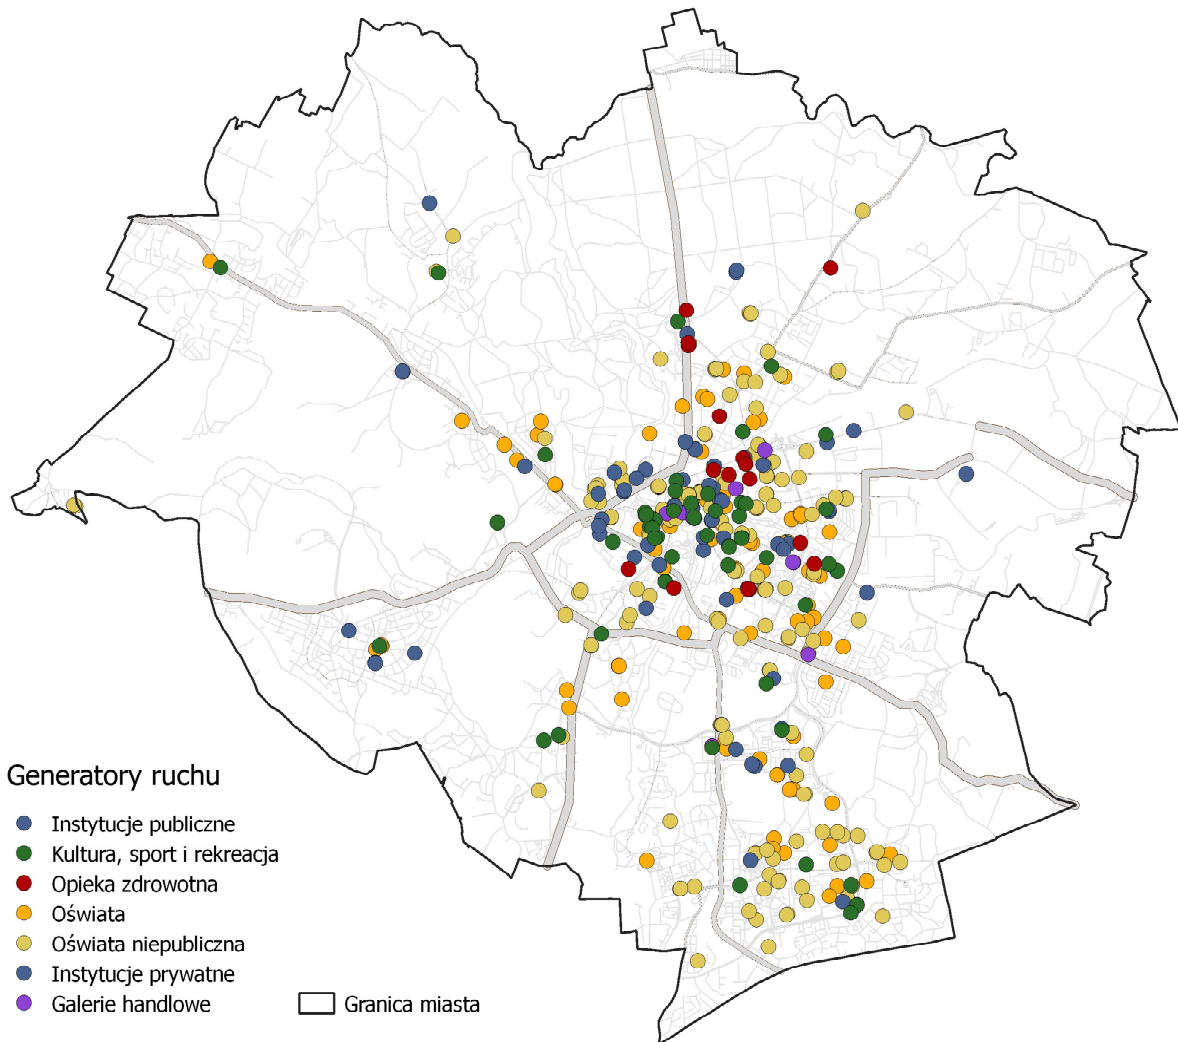 Generatory ruchu
Instytucje publiczne
Kultura, sport i rekreacja
Opieka zdrowotna
Oświata
Oświata niepubliczna
Instytucje prywatne
Galerie handlowe
Granica miasta